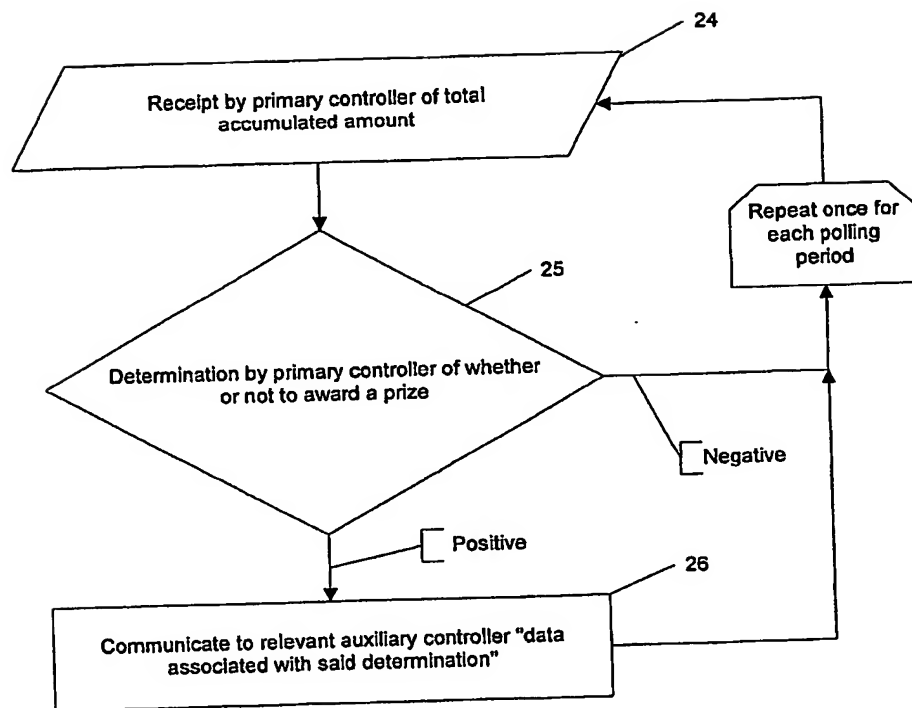 24
Receipt by primary controller of total
accumulated amount
Repeat once for
each polling
period
25
Determination by primary controller of whether
or not to award a prize
Negative
Positive
26
Communicate to relevant auxiliary controller "data
associated with said determination"